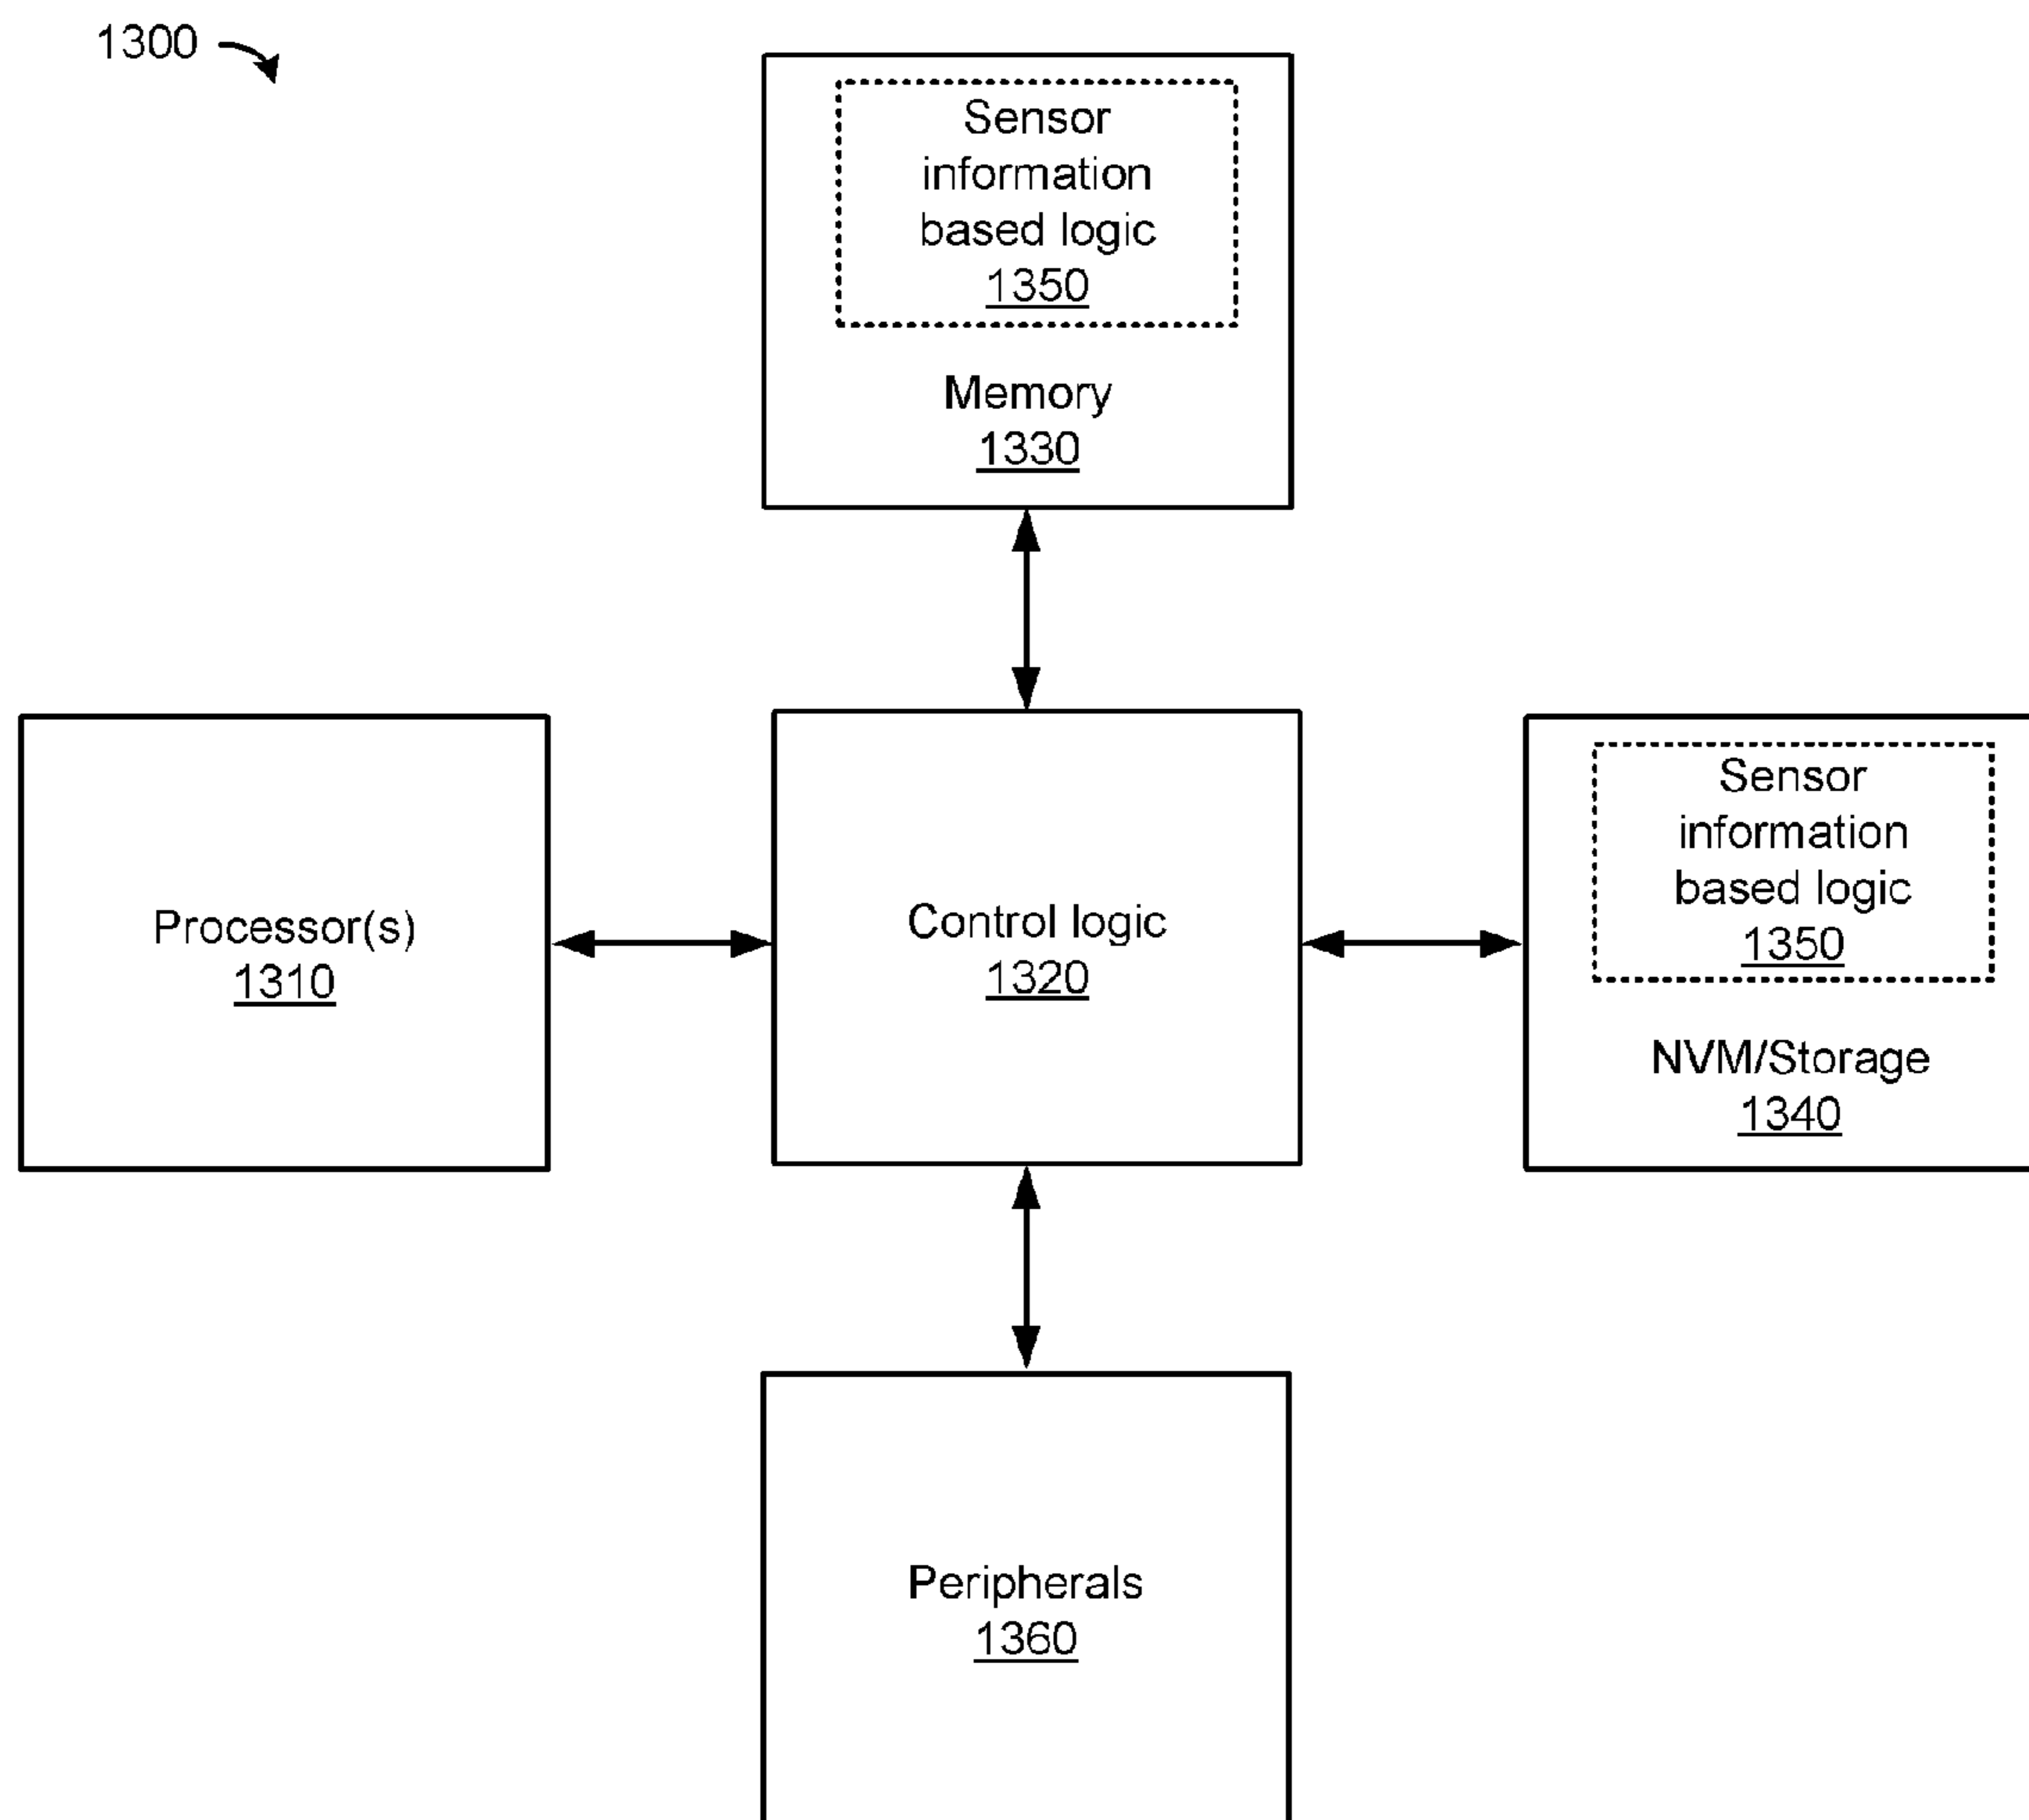 1300
Sensor
information
based logic
1350
Memory
1330
Processor(s)
1310
Control logic
1320
Sensor
information
based logic
1350
NVM/Storage
1340
Peripherals
1360